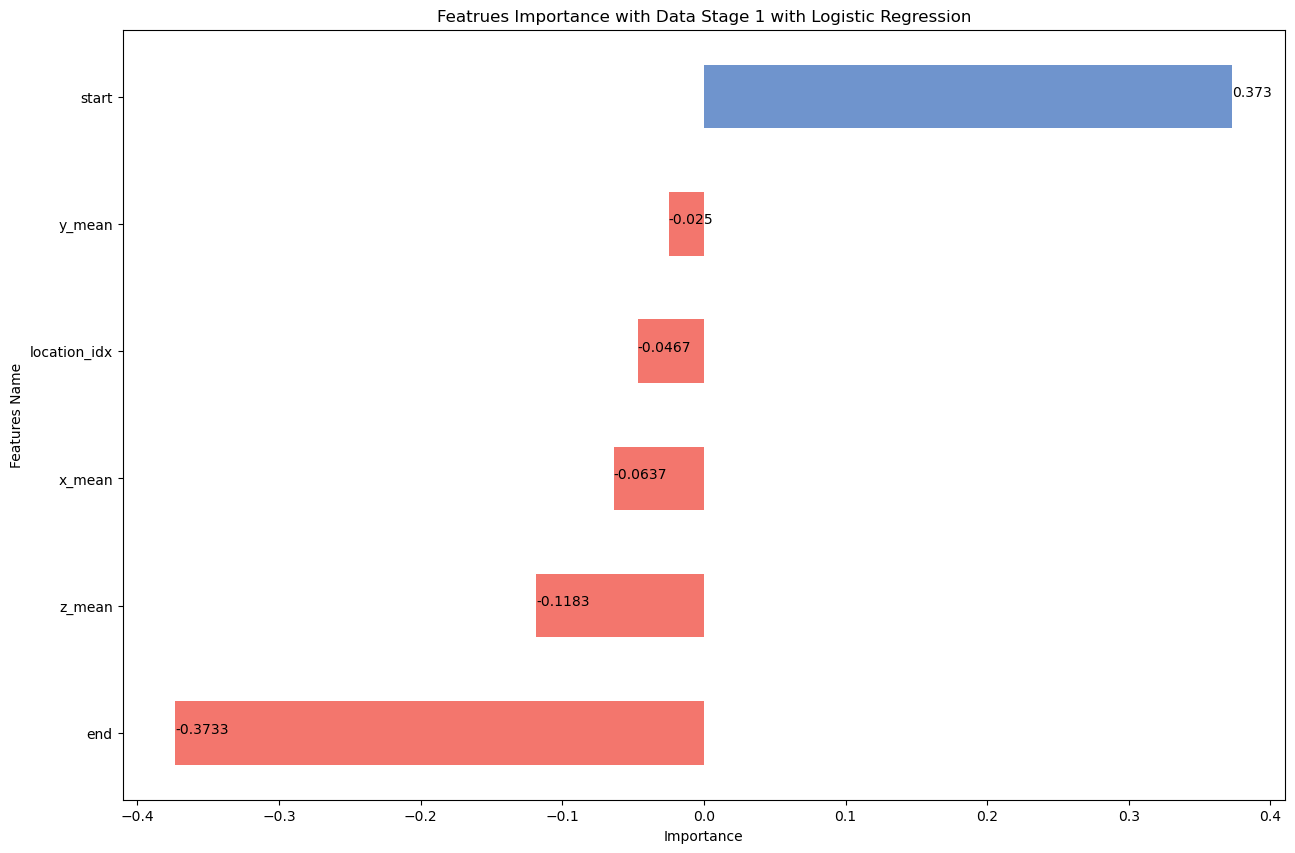 Featrues Importance with Data Stage 1 with Logistic Regression
start
0.373
y_mean
-0.025
location_idx
-0.0467
x_mean
-0.0637
z_mean
-0.1183
end
-0.3733
Features Name
−0.4 −0.3 −0.2 −0.1 0.0 0.1 0.2 0.3 0.4
Importance